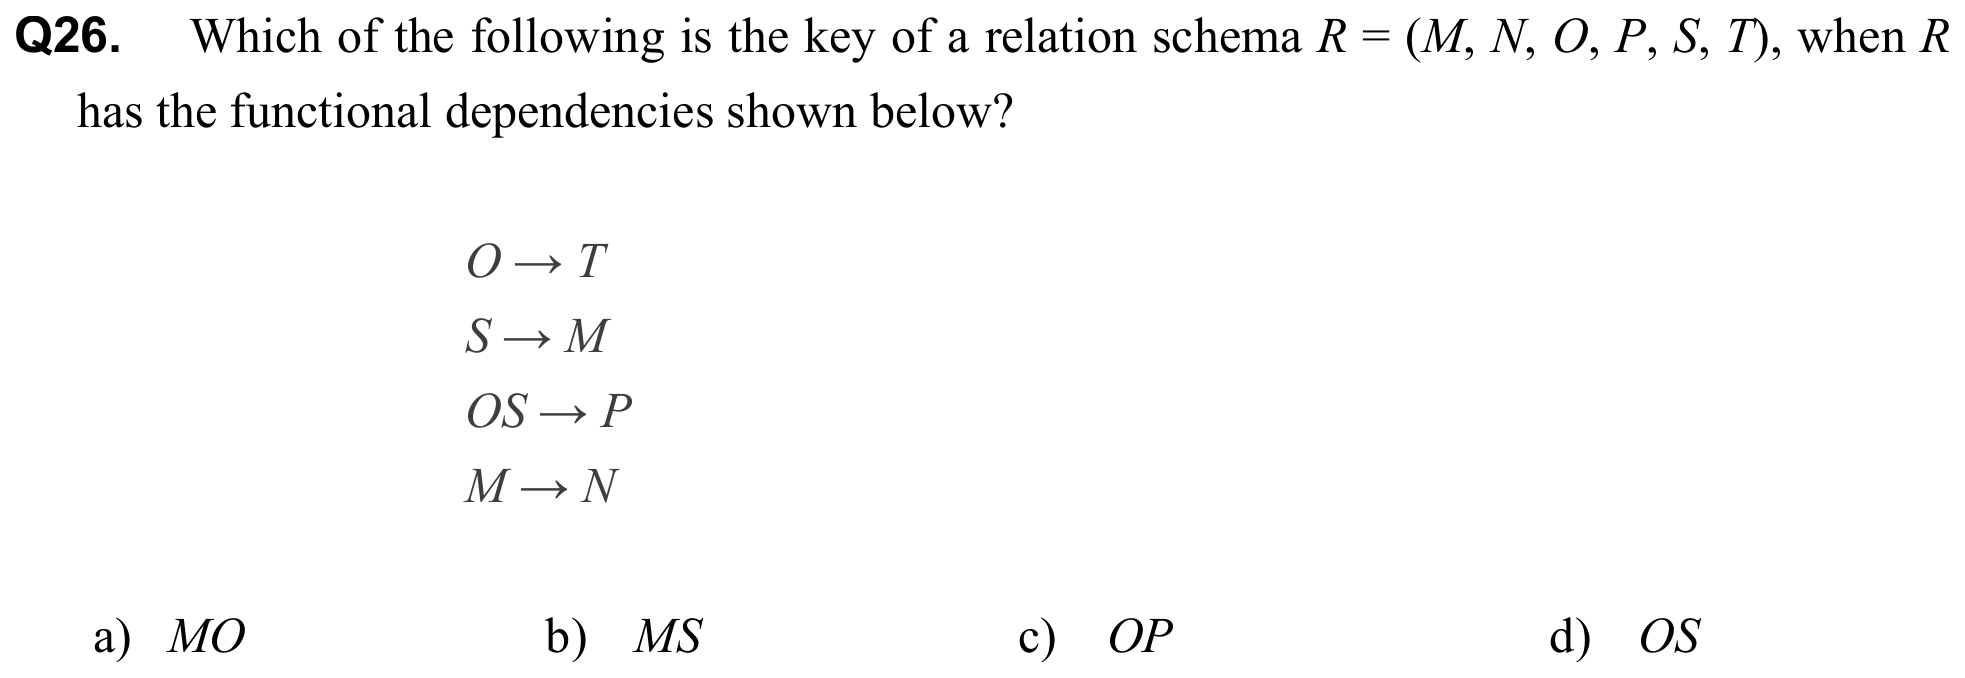 Q26. Which of the following is the key of a relation schema R = (M, N, O, P, S, T), when R
has the functional dependencies shown below?
O → T
S → M
OS → P
M → N
a) MO b) MS c) OP d) OS